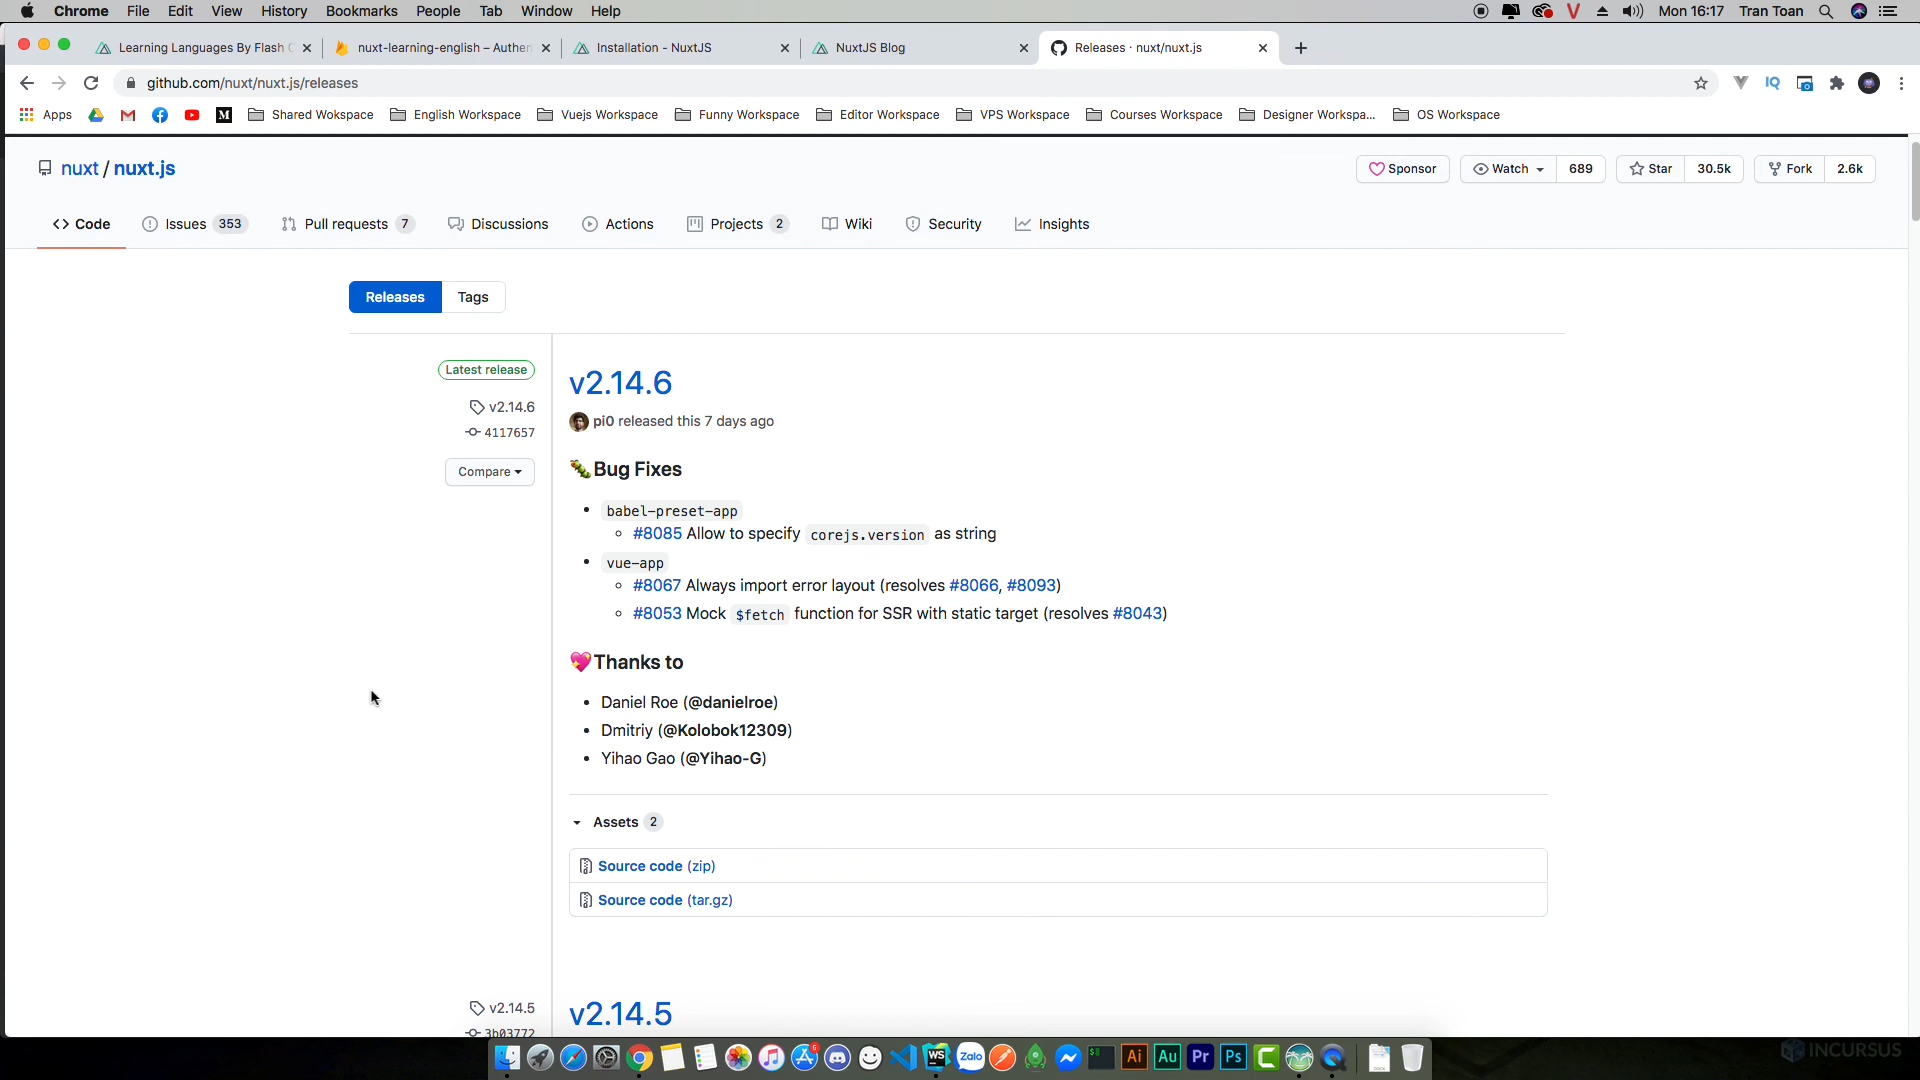 Chrome File Edit View History Bookmarks People Tab Window Help Mon 16:17 Tran Toan
Learning Languages By Flash C nuxt-learning-english – Authen Installation - NuxtJS NuxtJS Blog Releases · nuxt/nuxt.js
github.com/nuxt/nuxt.js/releases
Apps Shared Wokspace English Workspace Vuejs Workspace Funny Workspace Editor Workspace VPS Workspace Courses Workspace Designer Workspa... OS Workspace
nuxt / nuxt.js Sponsor Watch 689 Star 30.5k Fork 2.6k
Code Issues 353 Pull requests 7 Discussions Actions Projects 2 Wiki Security Insights
Releases Tags
Latest release
v2.14.6
v2.14.6
4117657
pi0 released this 7 days ago
Compare
Bug Fixes
babel-preset-app
#8085 Allow to specify corejs.version as string
vue-app
#8067 Always import error layout (resolves #8066, #8093)
#8053 Mock $fetch function for SSR with static target (resolves #8043)
Thanks to
Daniel Roe (@danielroe)
Dmitriy (@Kolobok12309)
Yihao Gao (@Yihao-G)
Assets 2
Source code (zip)
Source code (tar.gz)
v2.14.5 v2.14.5
3b03772
WS Zalo Ai Au Pr Ps
INCURSUS